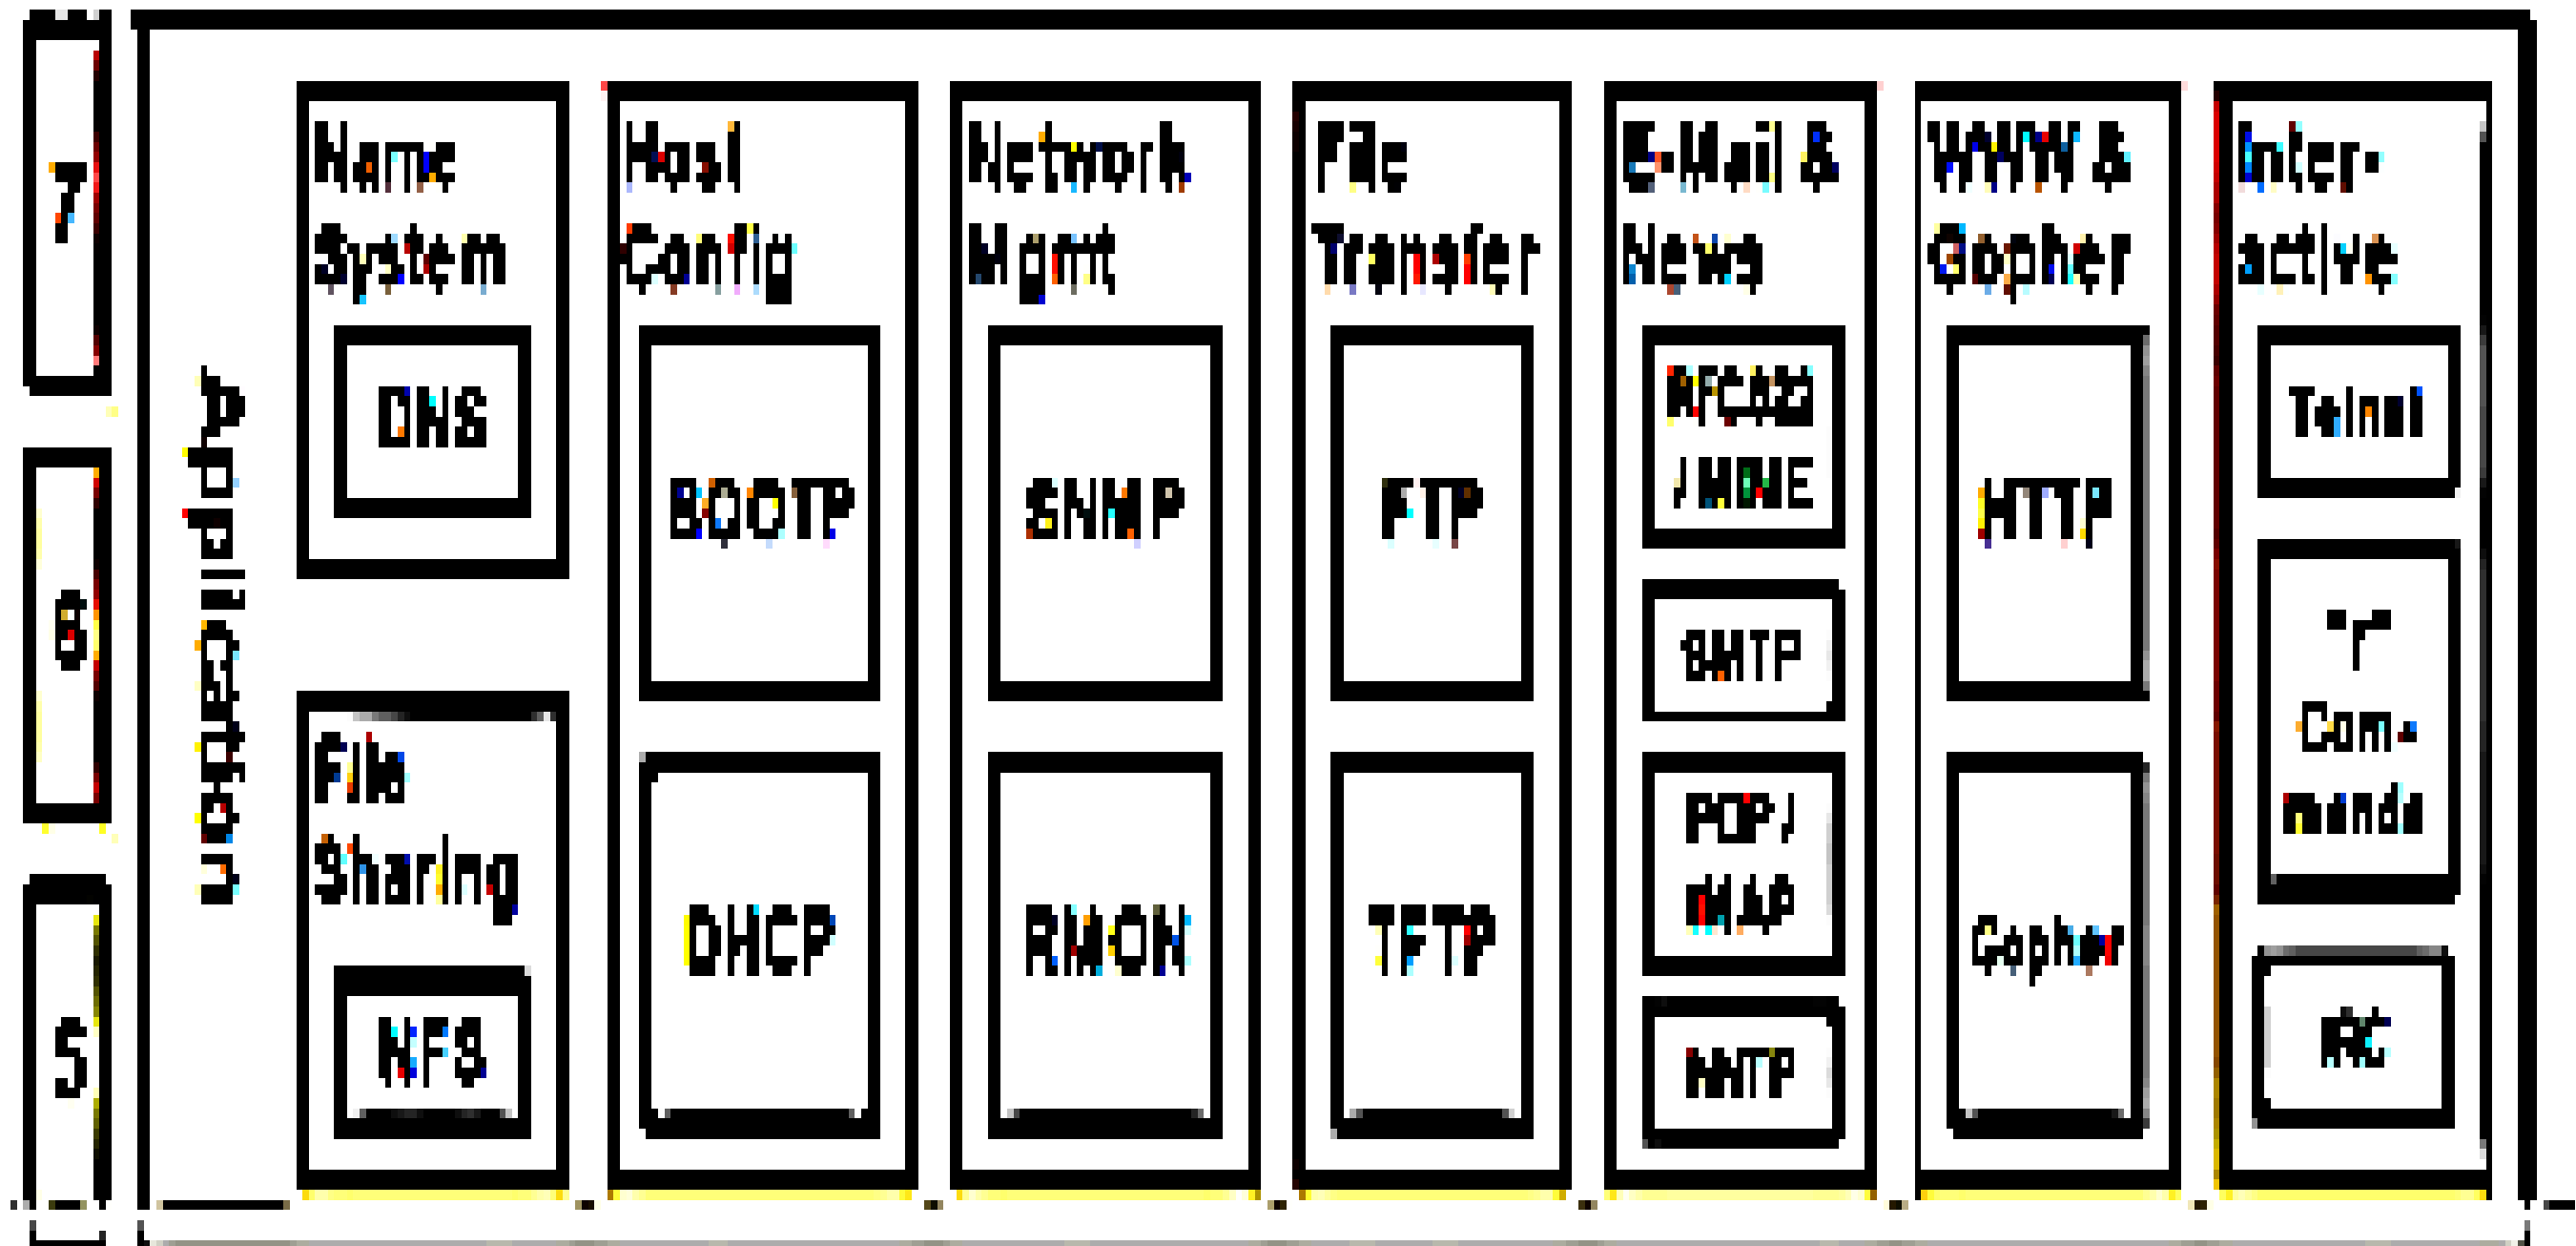 7
6
5
Application
Name
System
DNS
File
Sharing
NFS
Host
Config
BOOTP
DHCP
Network
Mgmt
SNMP
RMON
File
Transfer
FTP
TFTP
E-Mail &
News
RFC822
/ MIME
SMTP
POP/
IMAP
NNTP
WWW &
Gopher
HTTP
Gopher
Inter-
active
Telnet
"r"
Com-
mands
IRC